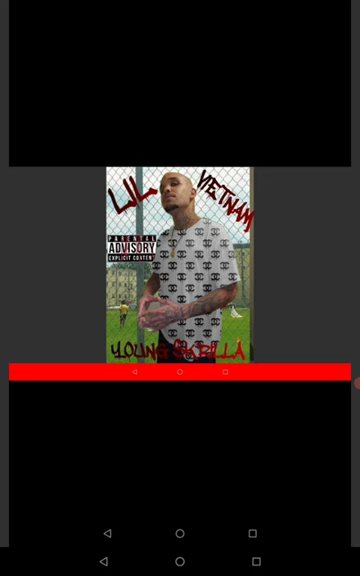 LIL VIETNAM
PARENTAL
ADVISORY
EXPLICIT CONTENT
YOUNG SKRILLA